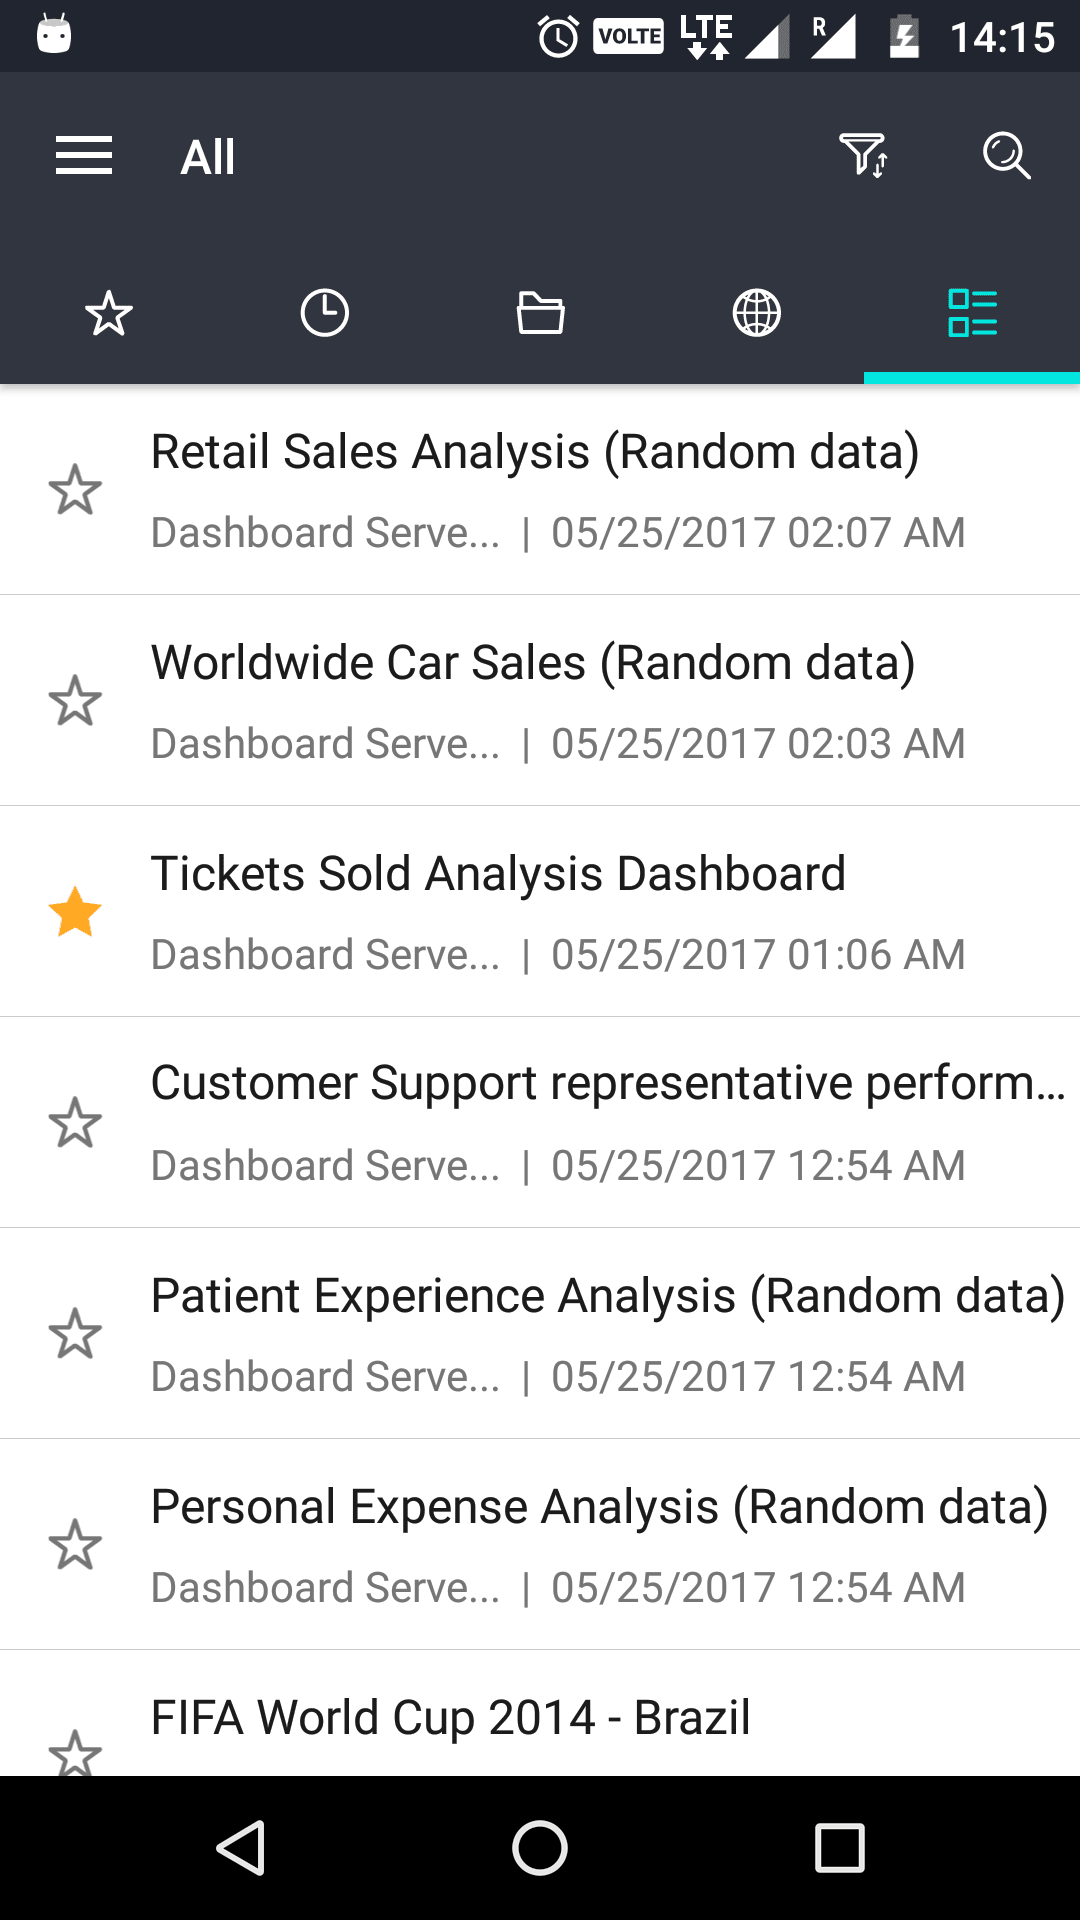 VOLTE LTE R 14:15
All
Retail Sales Analysis (Random data)
Dashboard Serve... | 05/25/2017 02:07 AM
Worldwide Car Sales (Random data)
Dashboard Serve... | 05/25/2017 02:03 AM
Tickets Sold Analysis Dashboard
Dashboard Serve... | 05/25/2017 01:06 AM
Customer Support representative perform...
Dashboard Serve... | 05/25/2017 12:54 AM
Patient Experience Analysis (Random data)
Dashboard Serve... | 05/25/2017 12:54 AM
Personal Expense Analysis (Random data)
Dashboard Serve... | 05/25/2017 12:54 AM
FIFA World Cup 2014 - Brazil